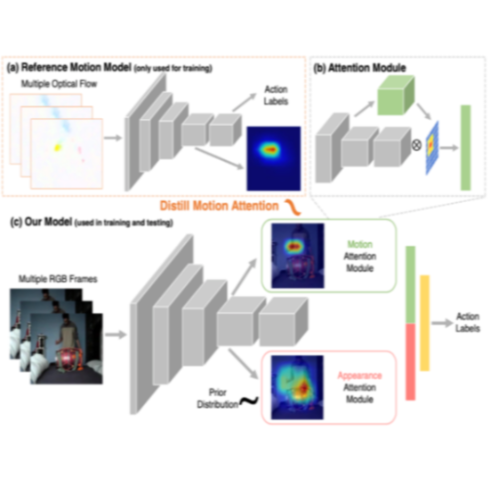 (a) Reference Motion Model (only used for training)
Multiple Optical Flow
Action
Labels
(b) Attention Module
⊗
Distill Motion Attention
(c) Our Model (used in training and testing)
Multiple RGB Frames
Motion
Attention
Module
Action
Labels
Prior
Distribution
~
Appearance
Attention
Module